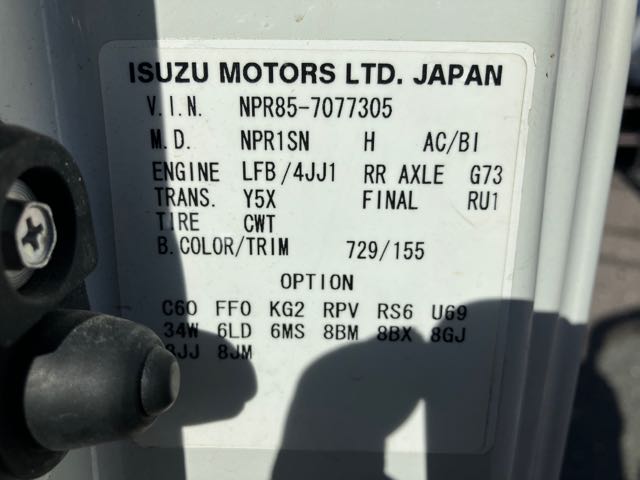 ISUZU MOTORS LTD. JAPAN
V.I.N. NPR85-7077305
M.D. NPR1SN H AC/BI
ENGINE LFB/4JJ1 RR AXLE G73
TRANS. Y5X FINAL RU1
TIRE CWT
B.COLOR/TRIM 729/155
OPTION
C60 FF0 KG2 RPV RS6 U69
34W 6LD 6MS 8BM 8BX 8GJ
8JM